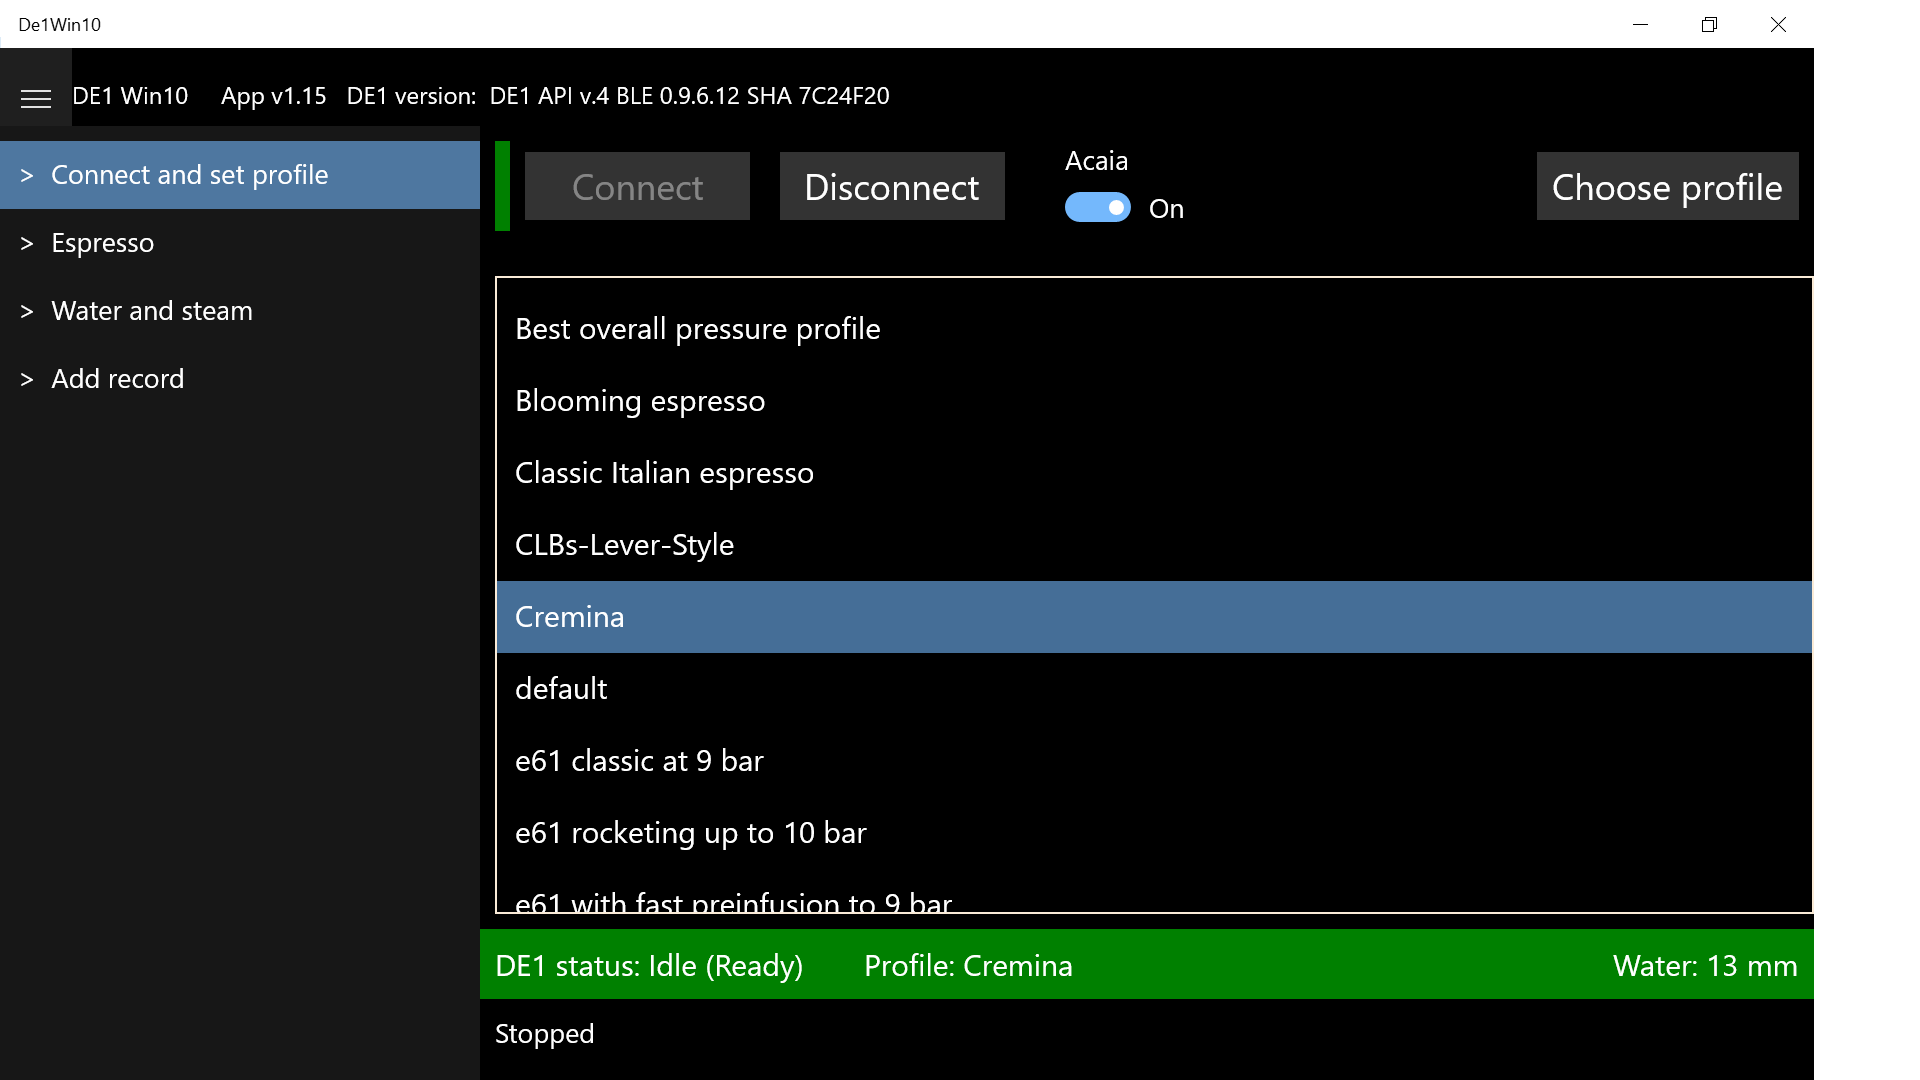 De1Win10
DE1 Win10 App v1.15 DE1 version: DE1 API v.4 BLE 0.9.6.12 SHA 7C24F20
> Connect and set profile
> Espresso
> Water and steam
> Add record
Connect
Disconnect
Acaia
On
Choose profile
Best overall pressure profile
Blooming espresso
Classic Italian espresso
CLBs-Lever-Style
Cremina
default
e61 classic at 9 bar
e61 rocketing up to 10 bar
e61 with fast preinfusion to 9 bar
DE1 status: Idle (Ready) Profile: Cremina Water: 13 mm
Stopped